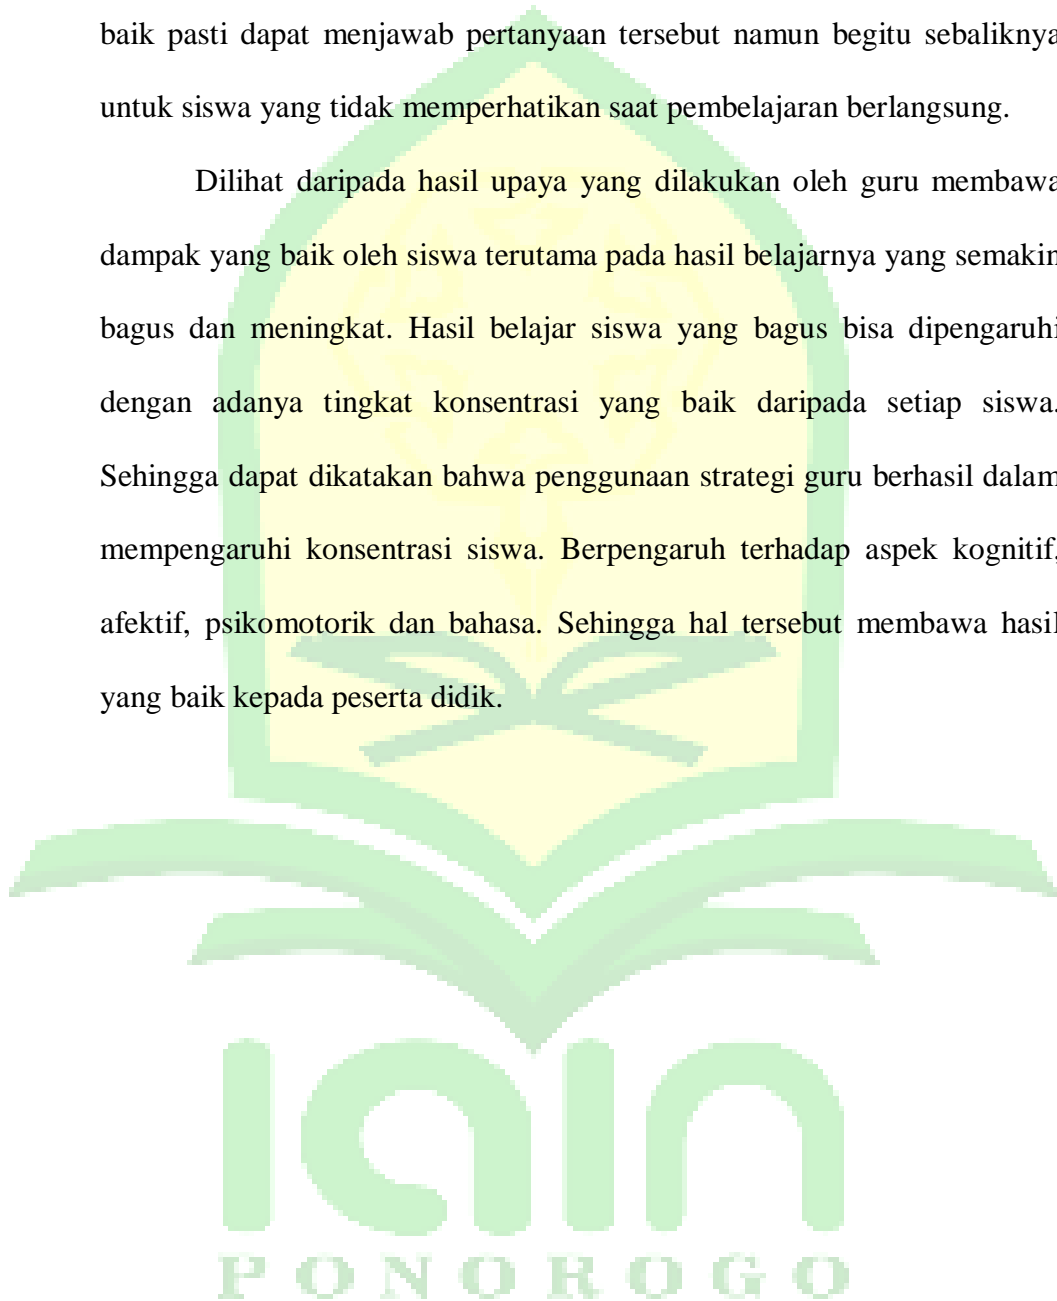 baik pasti dapat menjawab pertanyaan tersebut namun begitu sebaliknya
untuk siswa yang tidak memperhatikan saat pembelajaran berlangsung.
Dilihat daripada hasil upaya yang dilakukan oleh guru membawa
dampak yang baik oleh siswa terutama pada hasil belajarnya yang semakin
bagus dan meningkat. Hasil belajar siswa yang bagus bisa dipengaruhi
dengan adanya tingkat konsentrasi yang baik daripada setiap siswa.
Sehingga dapat dikatakan bahwa penggunaan strategi guru berhasil dalam
mempengaruhi konsentrasi siswa. Berpengaruh terhadap aspek kognitif,
afektif, psikomotorik dan bahasa. Sehingga hal tersebut membawa hasil
yang baik kepada peserta didik.
iain
PONOROGO